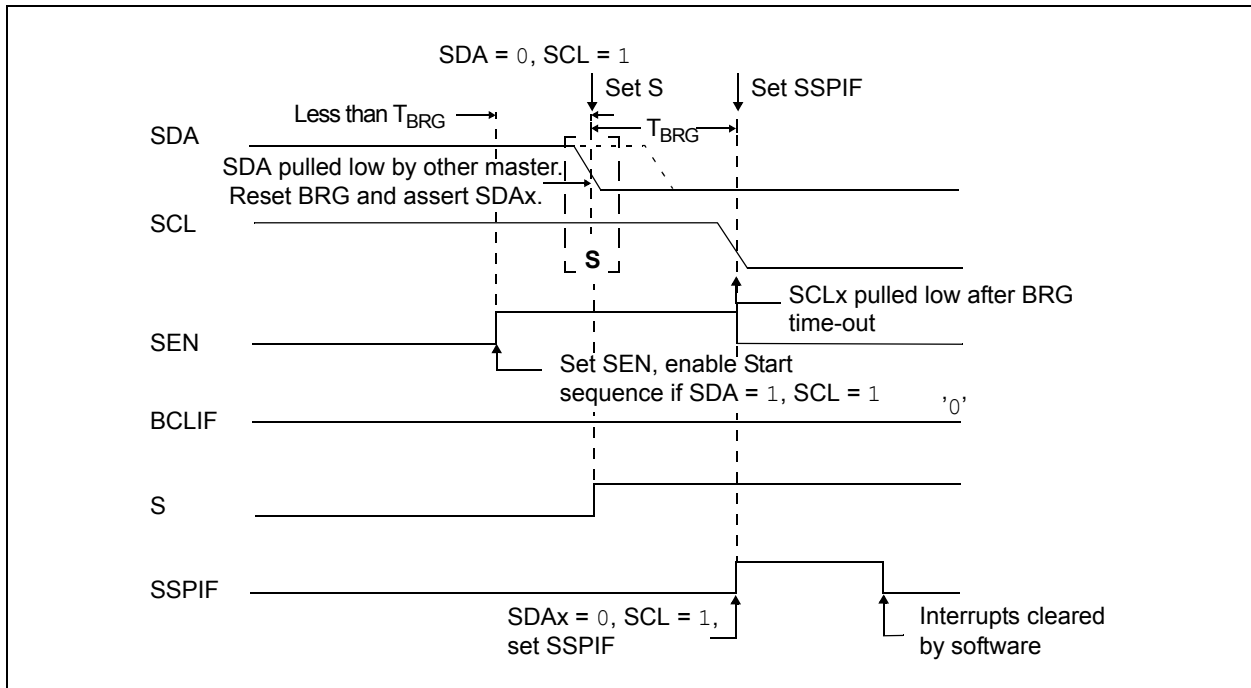 SDA = 0, SCL = 1
Set S
Set SSPIF
Less than TBRG
TBRG
SDA
SDA pulled low by other master.
Reset BRG and assert SDAx.
SCL
S
SCLx pulled low after BRG
time-out
SEN
Set SEN, enable Start
sequence if SDA = 1, SCL = 1
'0'
BCLIF
S
SSPIF
SDAx = 0, SCL = 1,
set SSPIF
Interrupts cleared
by software